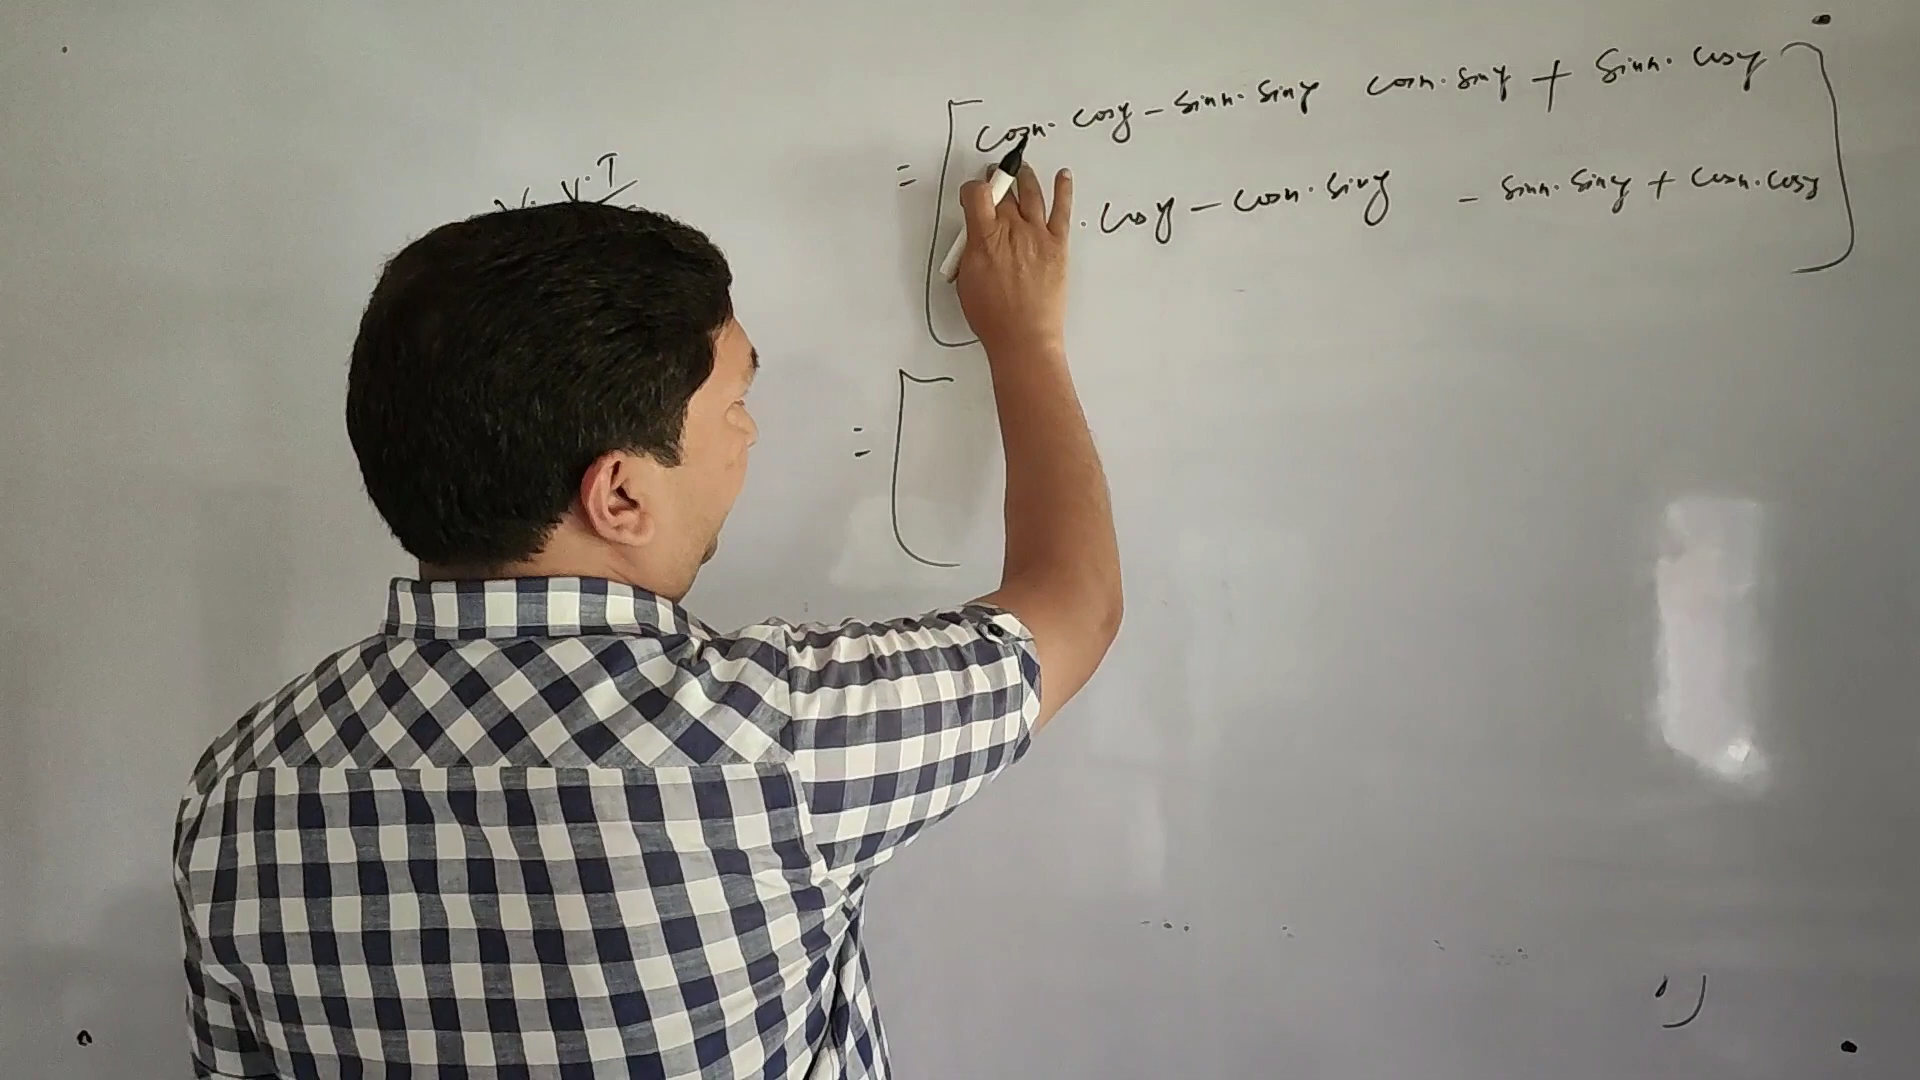 V. V. T
= [ cosx. cosy - sinx. siny cosx. siny + sinx. cosy ]
. cosy - cosx. siny - sinx. siny + cosx. cosy
= [